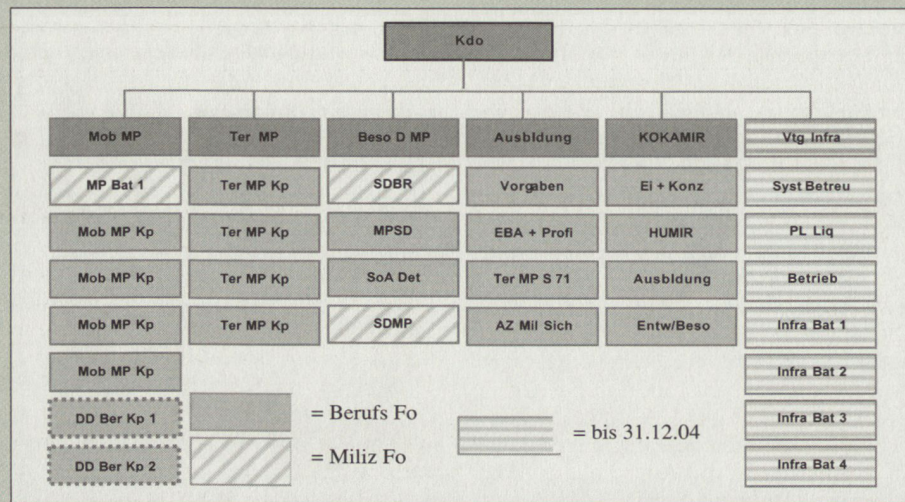 Kdo
Mob MP
Ter MP
Beso D MP
Ausbldung
KOKAMIR
Vtg Infra
MP Bat 1
Ter MP Kp
SDBR
Vorgaben
Ei + Konz
Syst Betreu
Mob MP Kp
Ter MP Kp
MPSD
EBA + Profi
HUMIR
PL Liq
Mob MP Kp
Ter MP Kp
SoA Det
Ter MP S 71
Ausbldung
Betrieb
Mob MP Kp
Ter MP Kp
SDMP
AZ Mil Sich
Entw/Beso
Infra Bat 1
Mob MP Kp
Infra Bat 2
DD Ber Kp 1
= Berufs Fo
= bis 31.12.04
Infra Bat 3
DD Ber Kp 2
= Miliz Fo
Infra Bat 4